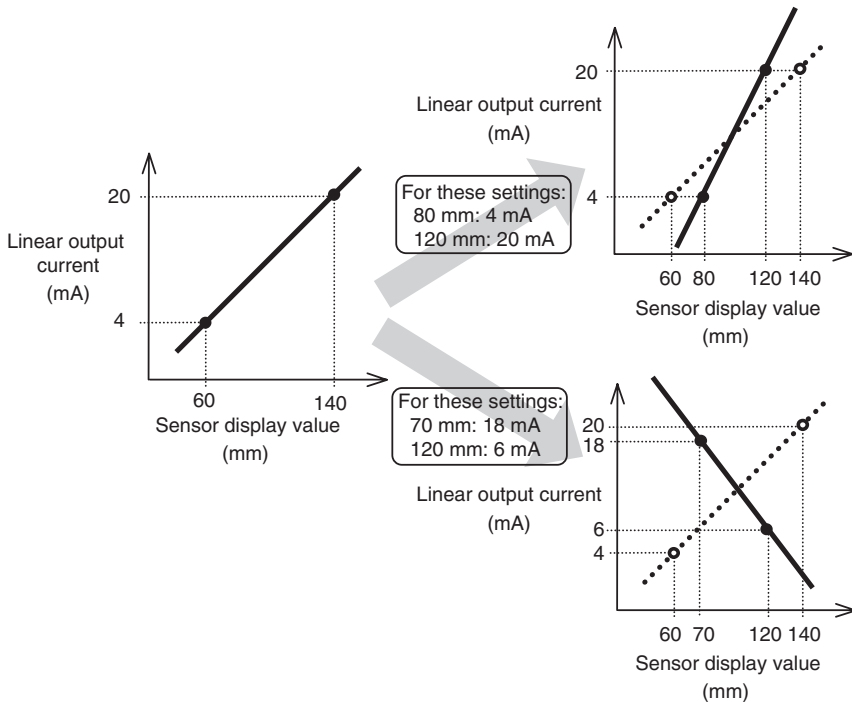 20
Linear output
current
(mA)
4
60
140
Sensor display value
(mm)
For these settings:
80 mm: 4 mA
120 mm: 20 mA
Linear output current
(mA)
20
4
60 80 120 140
Sensor display value
(mm)
For these settings:
70 mm: 18 mA
120 mm: 6 mA
Linear output current
(mA)
20
18
6
4
60 70 120 140
Sensor display value
(mm)